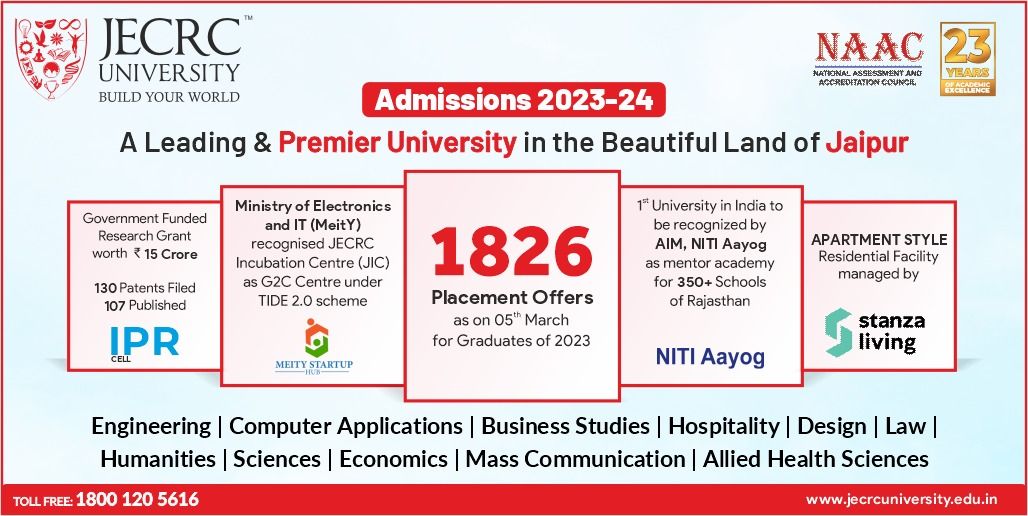 JECRC™
UNIVERSITY
BUILD YOUR WORLD
NAAC
NATIONAL ASSESSMENT AND
ACCREDITATION COUNCIL
23
YEARS
OF ACADEMIC
EXCELLENCE
Admissions 2023-24
A Leading & Premier University in the Beautiful Land of Jaipur
Government Funded
Research Grant
worth ₹ 15 Crore
130 Patents Filed
107 Published
IPR
CELL
Ministry of Electronics
and IT (MeitY)
recognised JECRC
Incubation Centre (JIC)
as G2C Centre under
TIDE 2.0 scheme
MEITY STARTUP
HUB
1826
Placement Offers
as on 05th March
for Graduates of 2023
1st University in India to
be recognized by
AIM, NITI Aayog
as mentor academy
for 350+ Schools
of Rajasthan
NITI Aayog
APARTMENT STYLE
Residential Facility
managed by
stanza
living
Engineering | Computer Applications | Business Studies | Hospitality | Design | Law |
Humanities | Sciences | Economics | Mass Communication | Allied Health Sciences
TOLL FREE: 1800 120 5616
www.jecrcuniversity.edu.in